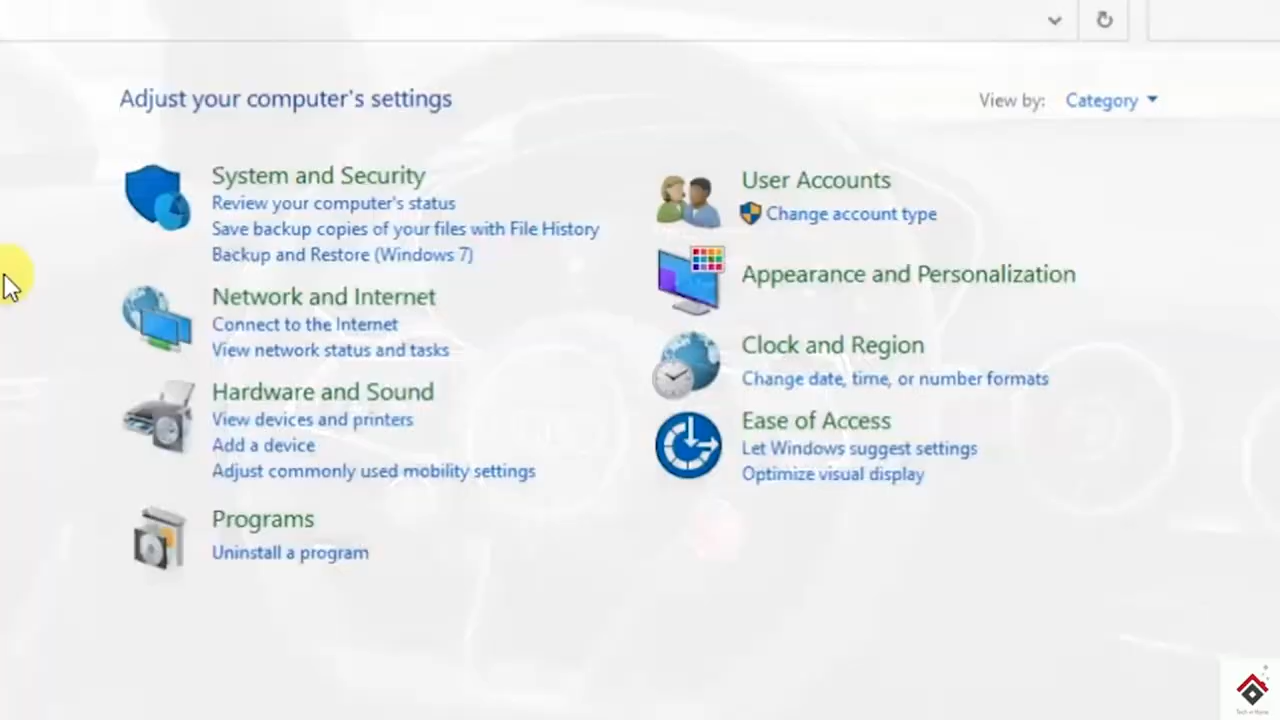 Adjust your computer's settings
View by: Category
System and Security
Review your computer's status
Save backup copies of your files with File History
Backup and Restore (Windows 7)
Network and Internet
Connect to the Internet
View network status and tasks
Hardware and Sound
View devices and printers
Add a device
Adjust commonly used mobility settings
Programs
Uninstall a program
User Accounts
Change account type
Appearance and Personalization
Clock and Region
Change date, time, or number formats
Ease of Access
Let Windows suggest settings
Optimize visual display